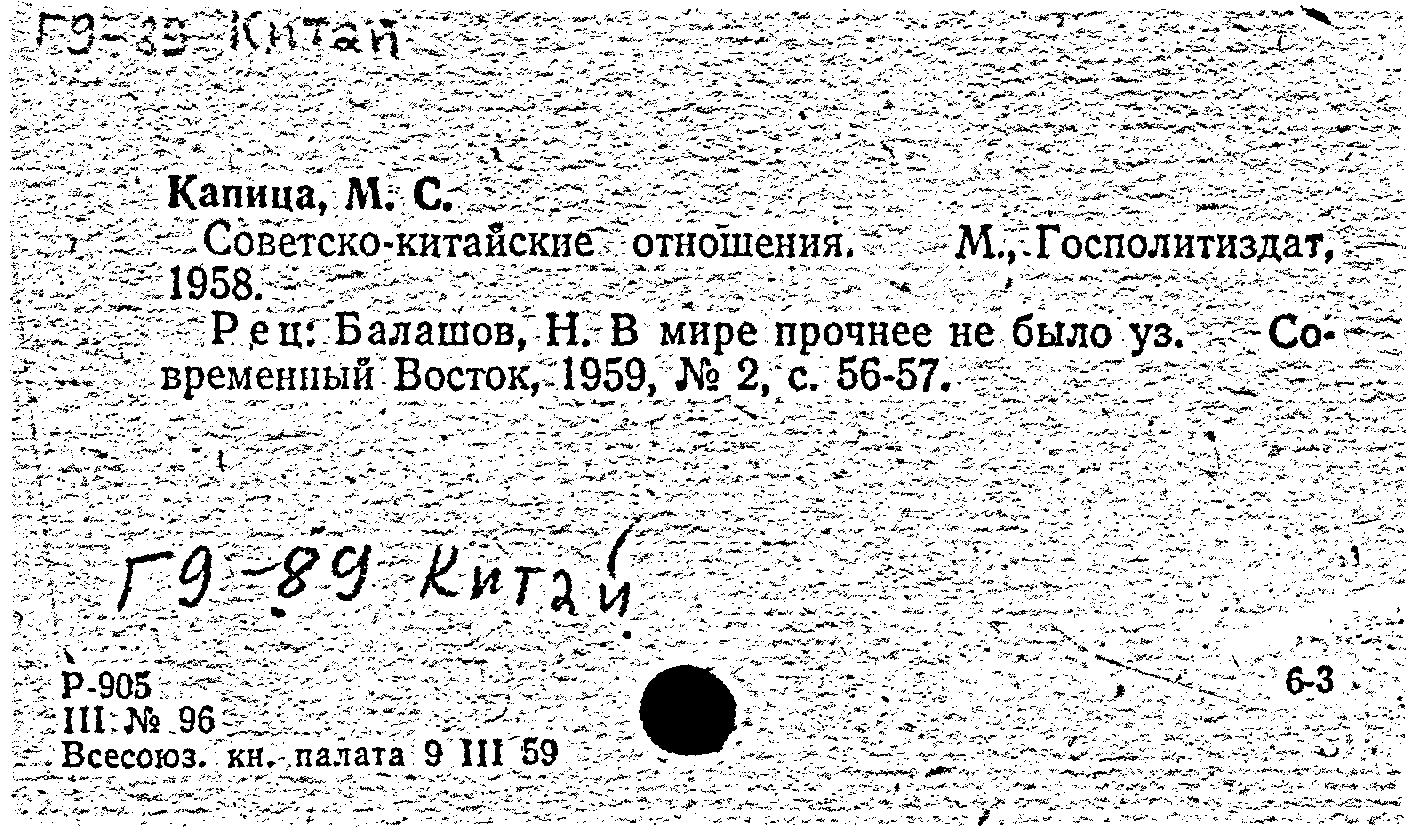 Г9-89 Китай
Капица, М. С.
Советско-китайские отношения. М., Госполитиздат,
1958.
Рец: Балашов, Н. В мире прочнее не было уз. Со-
временный Восток, 1959, № 2, с. 56-57.
Г9-89 Китай
Р-905
6-3
III № 96
Всесоюз. кн. палата 9 III 59